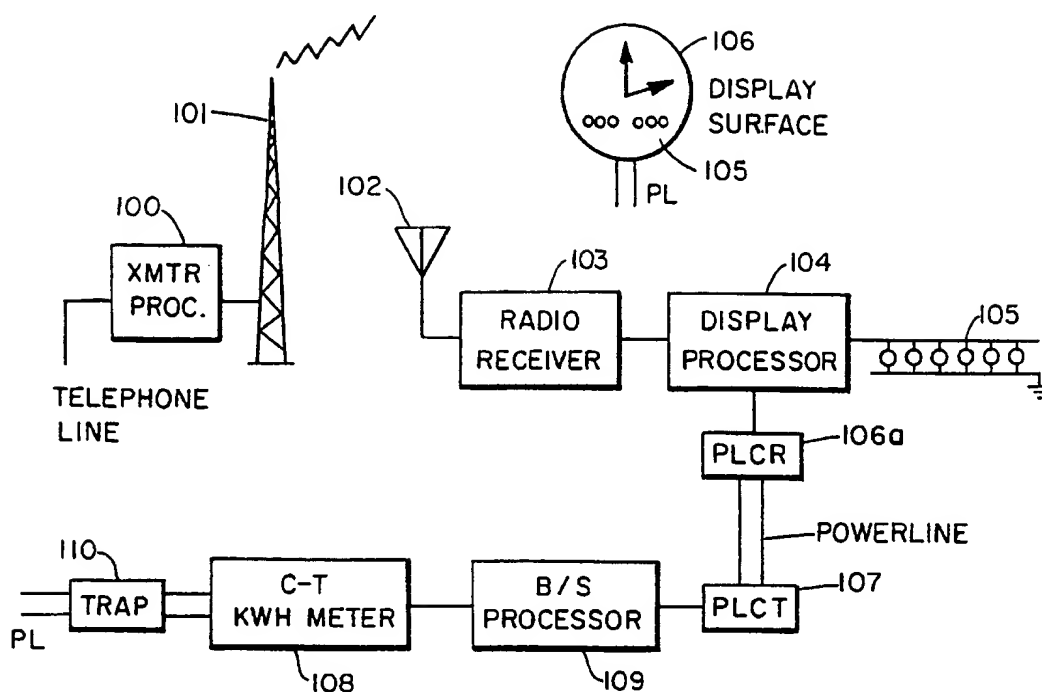 106
DISPLAY
SURFACE
105
PL
101
102
100
XMTR
PROC.
TELEPHONE
LINE
103
RADIO
RECEIVER
104
DISPLAY
PROCESSOR
105
PLCR
106a
POWERLINE
110
TRAP
PL
C-T
KWH METER
108
B/S
PROCESSOR
109
PLCT
107